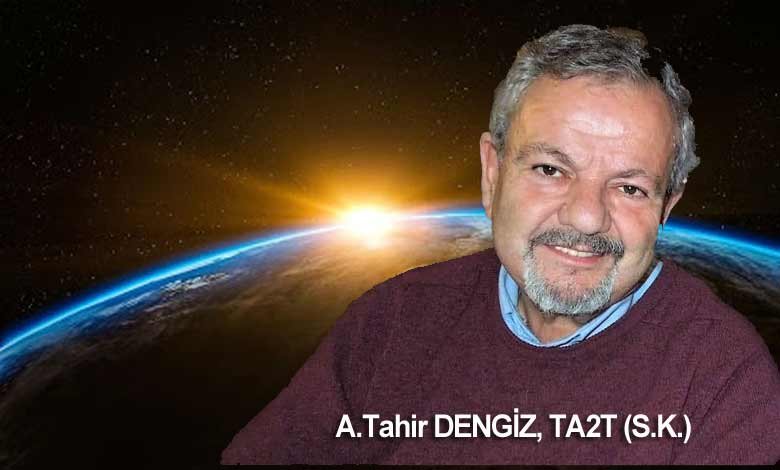 A.Tahir DENGİZ, TA2T (S.K.)